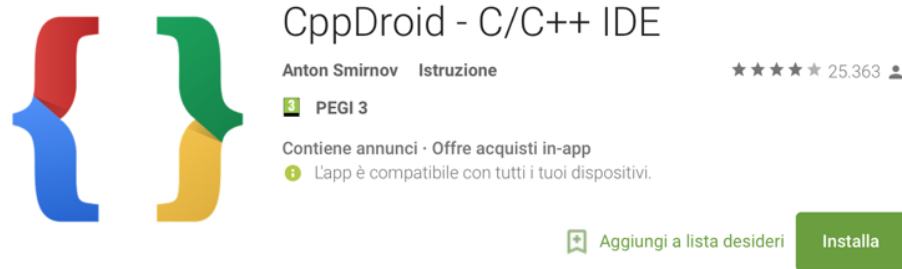 CppDroid - C/C++ IDE
Anton Smirnov Istruzione 25.363
3 PEGI 3
Contiene annunci · Offre acquisti in-app
L'app è compatibile con tutti i tuoi dispositivi.
Aggiungi a lista desideri Installa